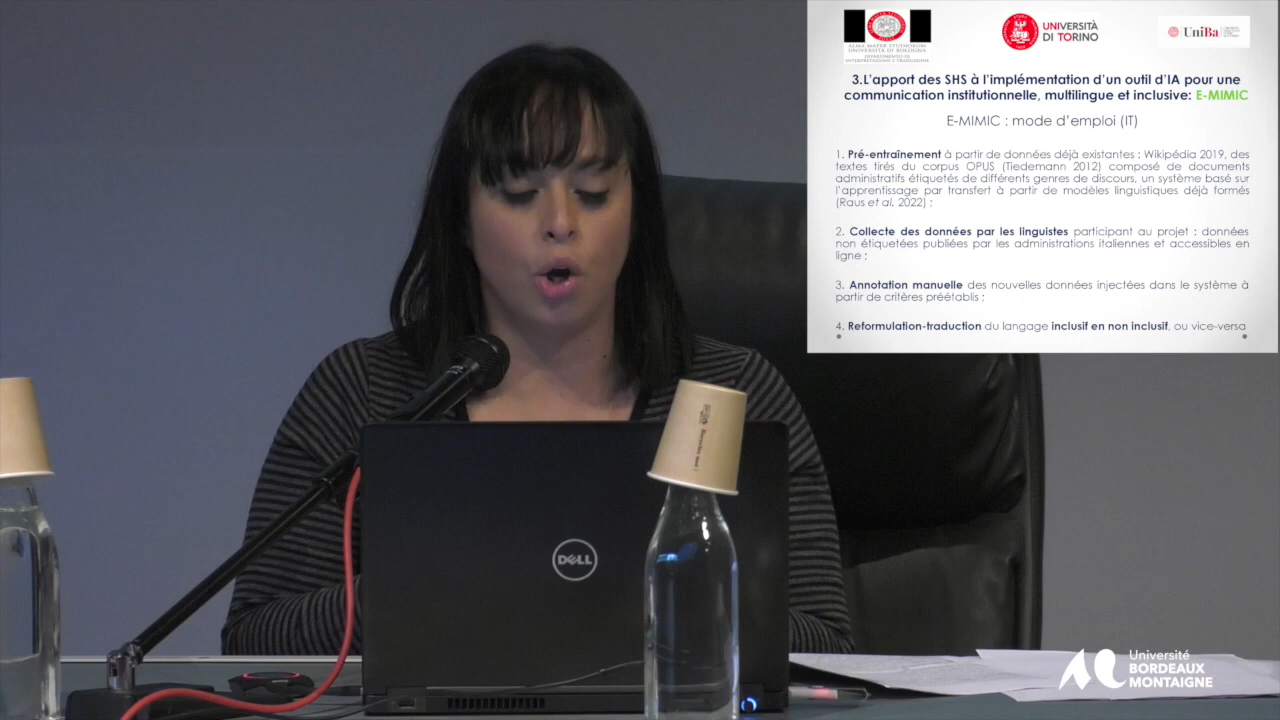 ALMA MATER STUDIORUM
UNIVERSITÀ DI BOLOGNA
DIPARTIMENTO DI
INTERPRETAZIONE E TRADUZIONE
UNIVERSITÀ
DI TORINO
UniBa
3.L'apport des SHS à l'implémentation d'un outil d'IA pour une
communication institutionnelle, multilingue et inclusive: E-MIMIC
E-MIMIC : mode d'emploi (IT)
1. Pré-entraînement à partir de données déjà existantes : Wikipédia 2019, des
textes tirés du corpus OPUS (Tiedemann 2012) composé de documents
administratifs étiquetés de différents genres de discours, un système basé sur
l'apprentissage par transfert à partir de modèles linguistiques déjà formés
(Raus et al. 2022) ;
2. Collecte des données par les linguistes participant au projet : données
non étiquetées publiées par les administrations italiennes et accessibles en
ligne ;
3. Annotation manuelle des nouvelles données injectées dans le système à
partir de critères préétablis ;
4. Reformulation-traduction du langage inclusif en non inclusif, ou vice-versa
DELL
Université
BORDEAUX
MONTAIGNE